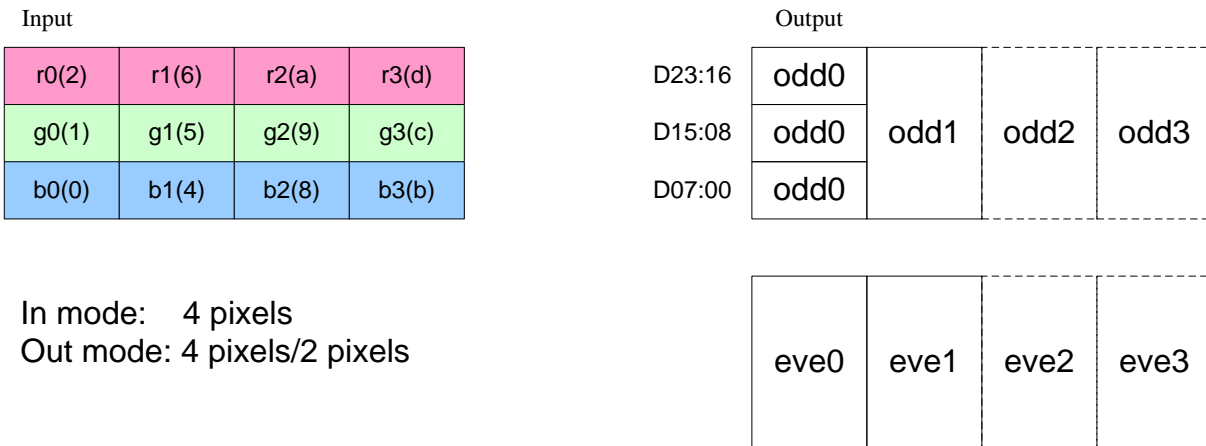 Input
r0(2) r1(6) r2(a) r3(d)
g0(1) g1(5) g2(9) g3(c)
b0(0) b1(4) b2(8) b3(b)
In mode: 4 pixels
Out mode: 4 pixels/2 pixels
Output
D23:16 odd0
D15:08 odd0 odd1 odd2 odd3
D07:00 odd0
eve0 eve1 eve2 eve3